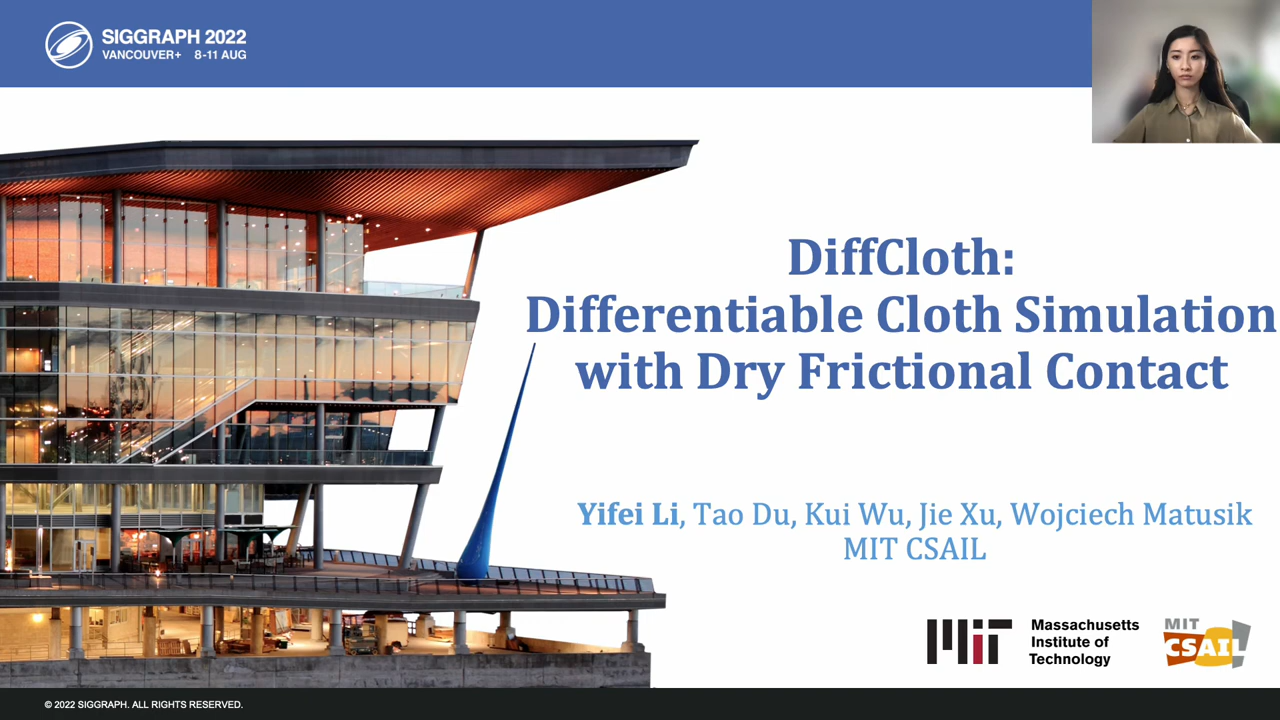 SIGGRAPH 2022
VANCOUVER+ 8-11 AUG
DiffCloth:
Differentiable Cloth Simulation
with Dry Frictional Contact
Yifei Li, Tao Du, Kui Wu, Jie Xu, Wojciech Matusik
MIT CSAIL
MIT
Massachusetts
Institute of
Technology
MIT
CSAIL
© 2022 SIGGRAPH. ALL RIGHTS RESERVED.